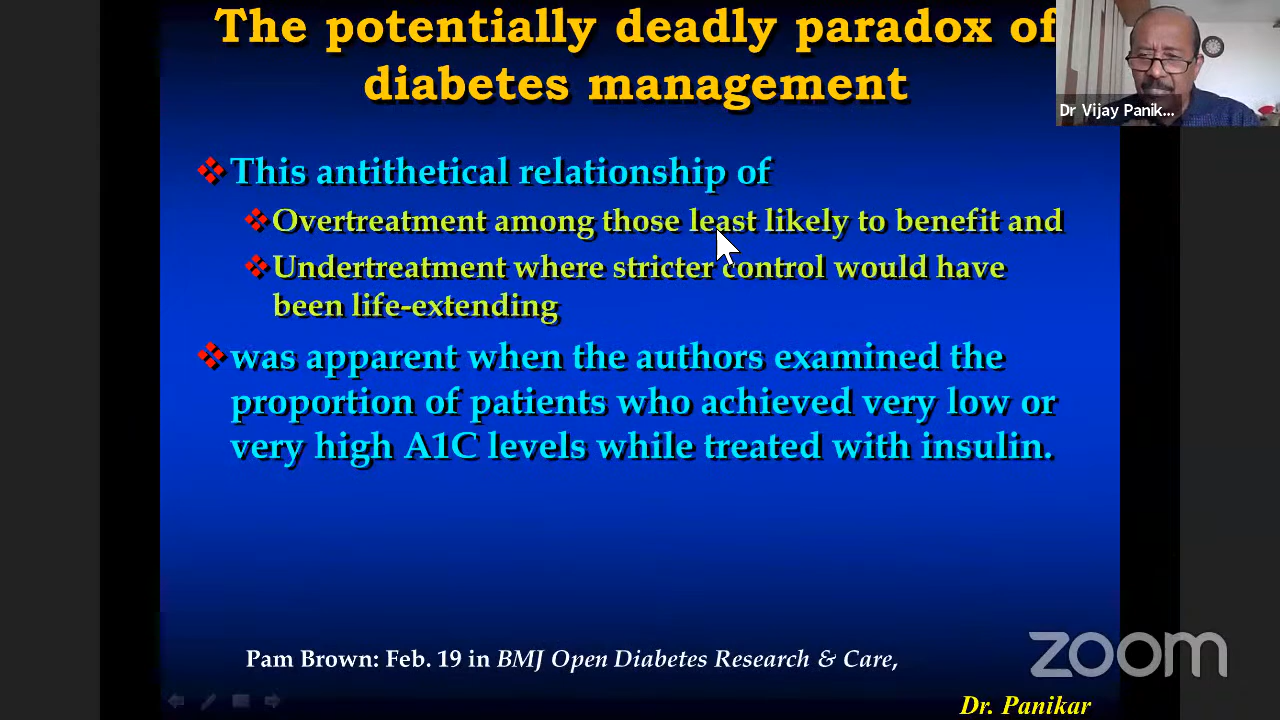 The potentially deadly paradox of
diabetes management
Dr Vijay Panik...
This antithetical relationship of
Overtreatment among those least likely to benefit and
Undertreatment where stricter control would have
been life-extending
was apparent when the authors examined the
proportion of patients who achieved very low or
very high A1C levels while treated with insulin.
Pam Brown: Feb. 19 in BMJ Open Diabetes Research & Care,
zoom
Dr. Panikar